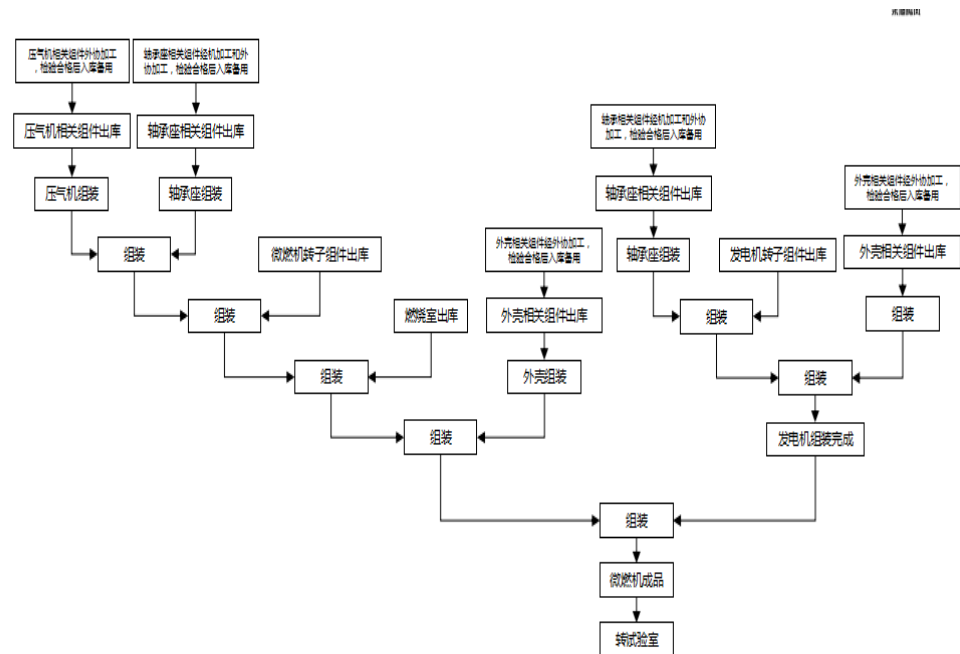 压气机相关组件外协加工
，检验合格后入库备用
轴承座相关组件经机加工和外
协加工，检验合格后入库备用
压气机相关组件出库
轴承座相关组件出库
轴承相关组件经机加工和外协
加工，检验合格后入库备用
压气机组装
轴承座组装
轴承座相关组件出库
外壳相关组件经外协加工，
检验合格后入库备用
组装
微燃机转子组件出库
外壳相关组件经外协加工，
检验合格后入库备用
轴承座组装
发电机转子组件出库
外壳相关组件出库
组装
燃烧室出库
外壳相关组件出库
组装
组装
组装
外壳组装
组装
组装
发电机组装完成
组装
微燃机成品
转试验室